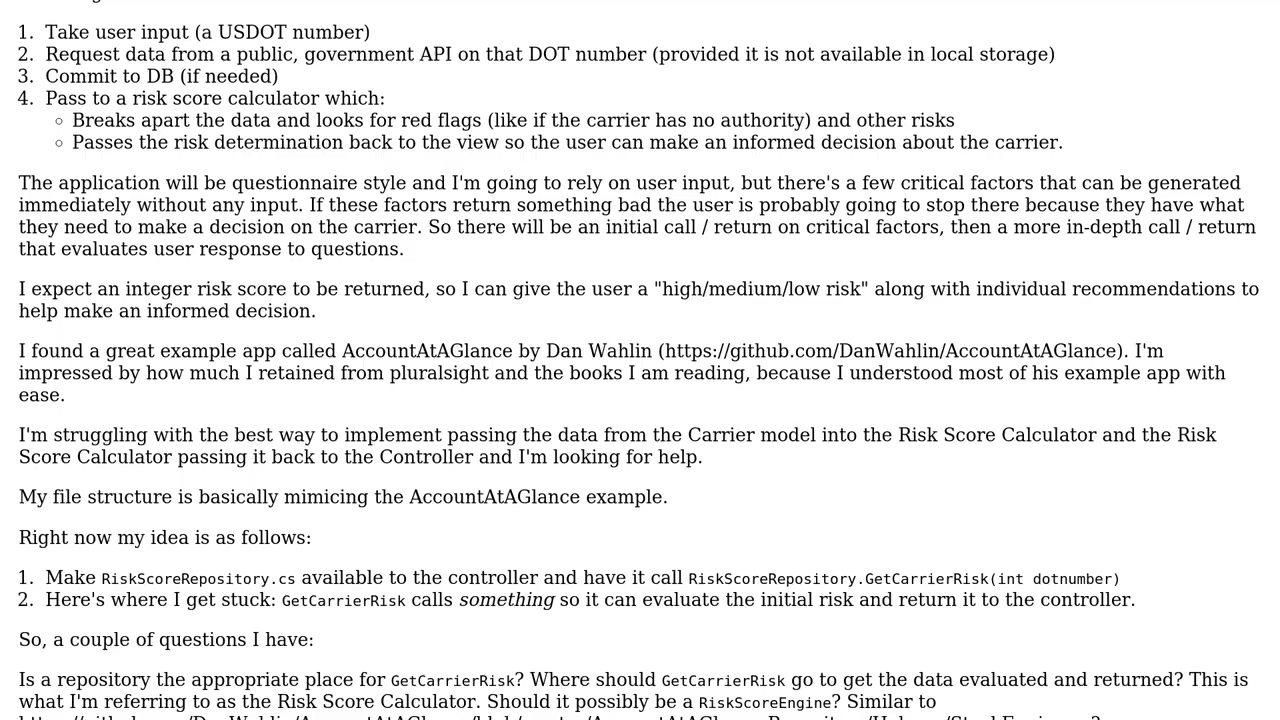 1. Take user input (a USDOT number)
2. Request data from a public, government API on that DOT number (provided it is not available in local storage)
3. Commit to DB (if needed)
4. Pass to a risk score calculator which:
◦ Breaks apart the data and looks for red flags (like if the carrier has no authority) and other risks
◦ Passes the risk determination back to the view so the user can make an informed decision about the carrier.
The application will be questionnaire style and I'm going to rely on user input, but there's a few critical factors that can be generated
immediately without any input. If these factors return something bad the user is probably going to stop there because they have what
they need to make a decision on the carrier. So there will be an initial call / return on critical factors, then a more in-depth call / return
that evaluates user response to questions.
I expect an integer risk score to be returned, so I can give the user a "high/medium/low risk" along with individual recommendations to
help make an informed decision.
I found a great example app called AccountAtAGlance by Dan Wahlin (https://github.com/DanWahlin/AccountAtAGlance). I'm
impressed by how much I retained from pluralsight and the books I am reading, because I understood most of his example app with
ease.
I'm struggling with the best way to implement passing the data from the Carrier model into the Risk Score Calculator and the Risk
Score Calculator passing it back to the Controller and I'm looking for help.
My file structure is basically mimicing the AccountAtAGlance example.
Right now my idea is as follows:
1. Make RiskScoreRepository.cs available to the controller and have it call RiskScoreRepository.GetCarrierRisk(int dotnumber)
2. Here's where I get stuck: GetCarrierRisk calls something so it can evaluate the initial risk and return it to the controller.
So, a couple of questions I have:
Is a repository the appropriate place for GetCarrierRisk? Where should GetCarrierRisk go to get the data evaluated and returned? This is
what I'm referring to as the Risk Score Calculator. Should it possibly be a RiskScoreEngine? Similar to